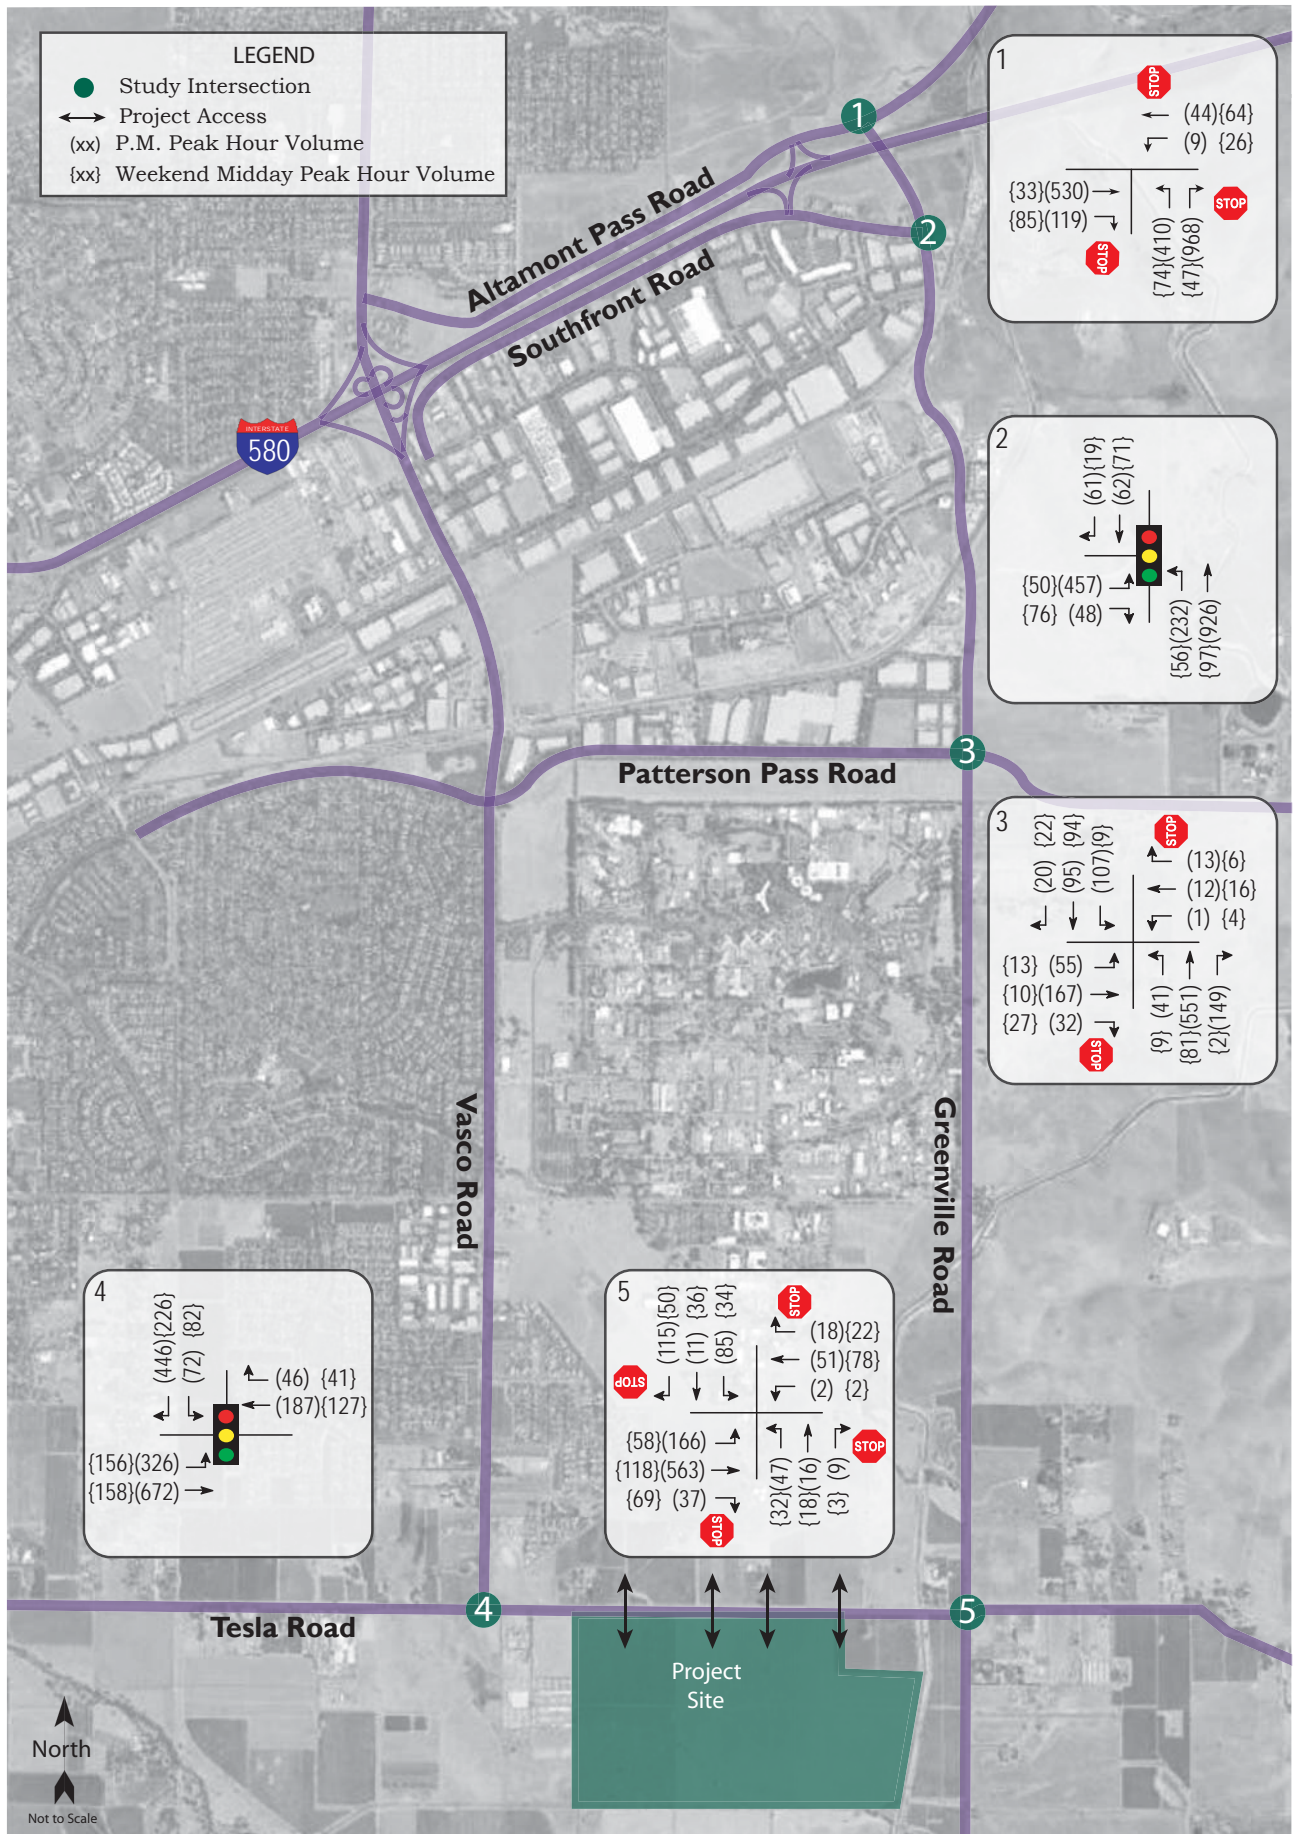 LEGEND
Study Intersection
Project Access
(xx) P.M. Peak Hour Volume
{xx} Weekend Midday Peak Hour Volume
1
STOP
(44){64}
(9) {26}
{33}(530)
{85}(119)
STOP
{74}(410)
{47}(968)
STOP
1
2
Altamont Pass Road
Southfront Road
INTERSTATE
580
2
(61){19}
(62){71}
{50}(457)
{76} (48)
{56}(232)
{97}(926)
3
Patterson Pass Road
3
(20) {22}
(95) {94}
(107){9}
STOP
(13){6}
(12){16}
(1) {4}
{13} (55)
{10}(167)
{27} (32)
STOP
{9} (41)
{81}(551)
{2}(149)
Vasco Road
Greenville Road
4
(446){226}
(72) {82}
(46) {41}
(187){127}
{156}(326)
{158}(672)
5
(115){50}
(11) {36}
(85) {34}
STOP
(18){22}
(51){78}
(2) {2}
STOP
{58}(166)
{118}(563)
{69} (37)
STOP
{32}(47)
{18}(16)
{3} (9)
STOP
4
5
Tesla Road
Project
Site
North
Not to Scale